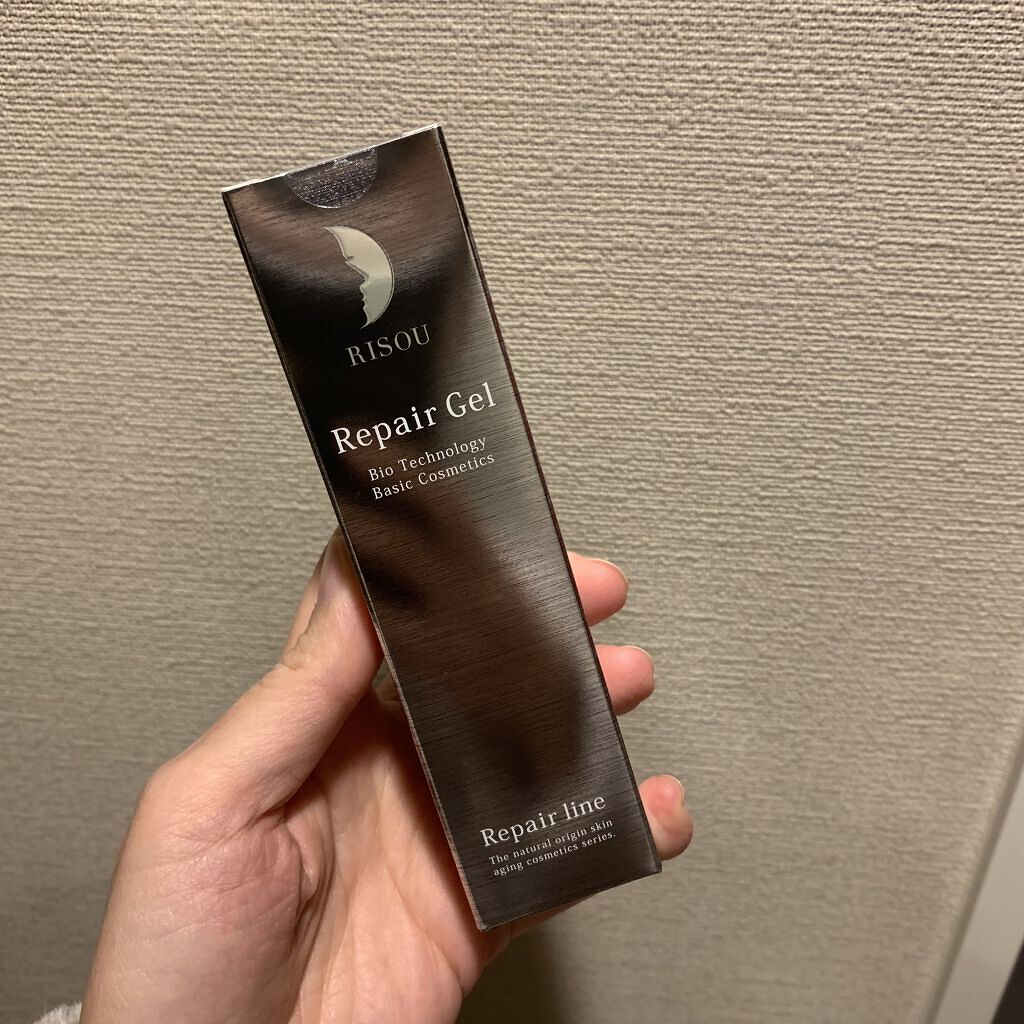 RISOU
Repair Gel
Bio Technology
Basic Cosmetics
Repair line
The natural origin skin
aging cosmetics series.